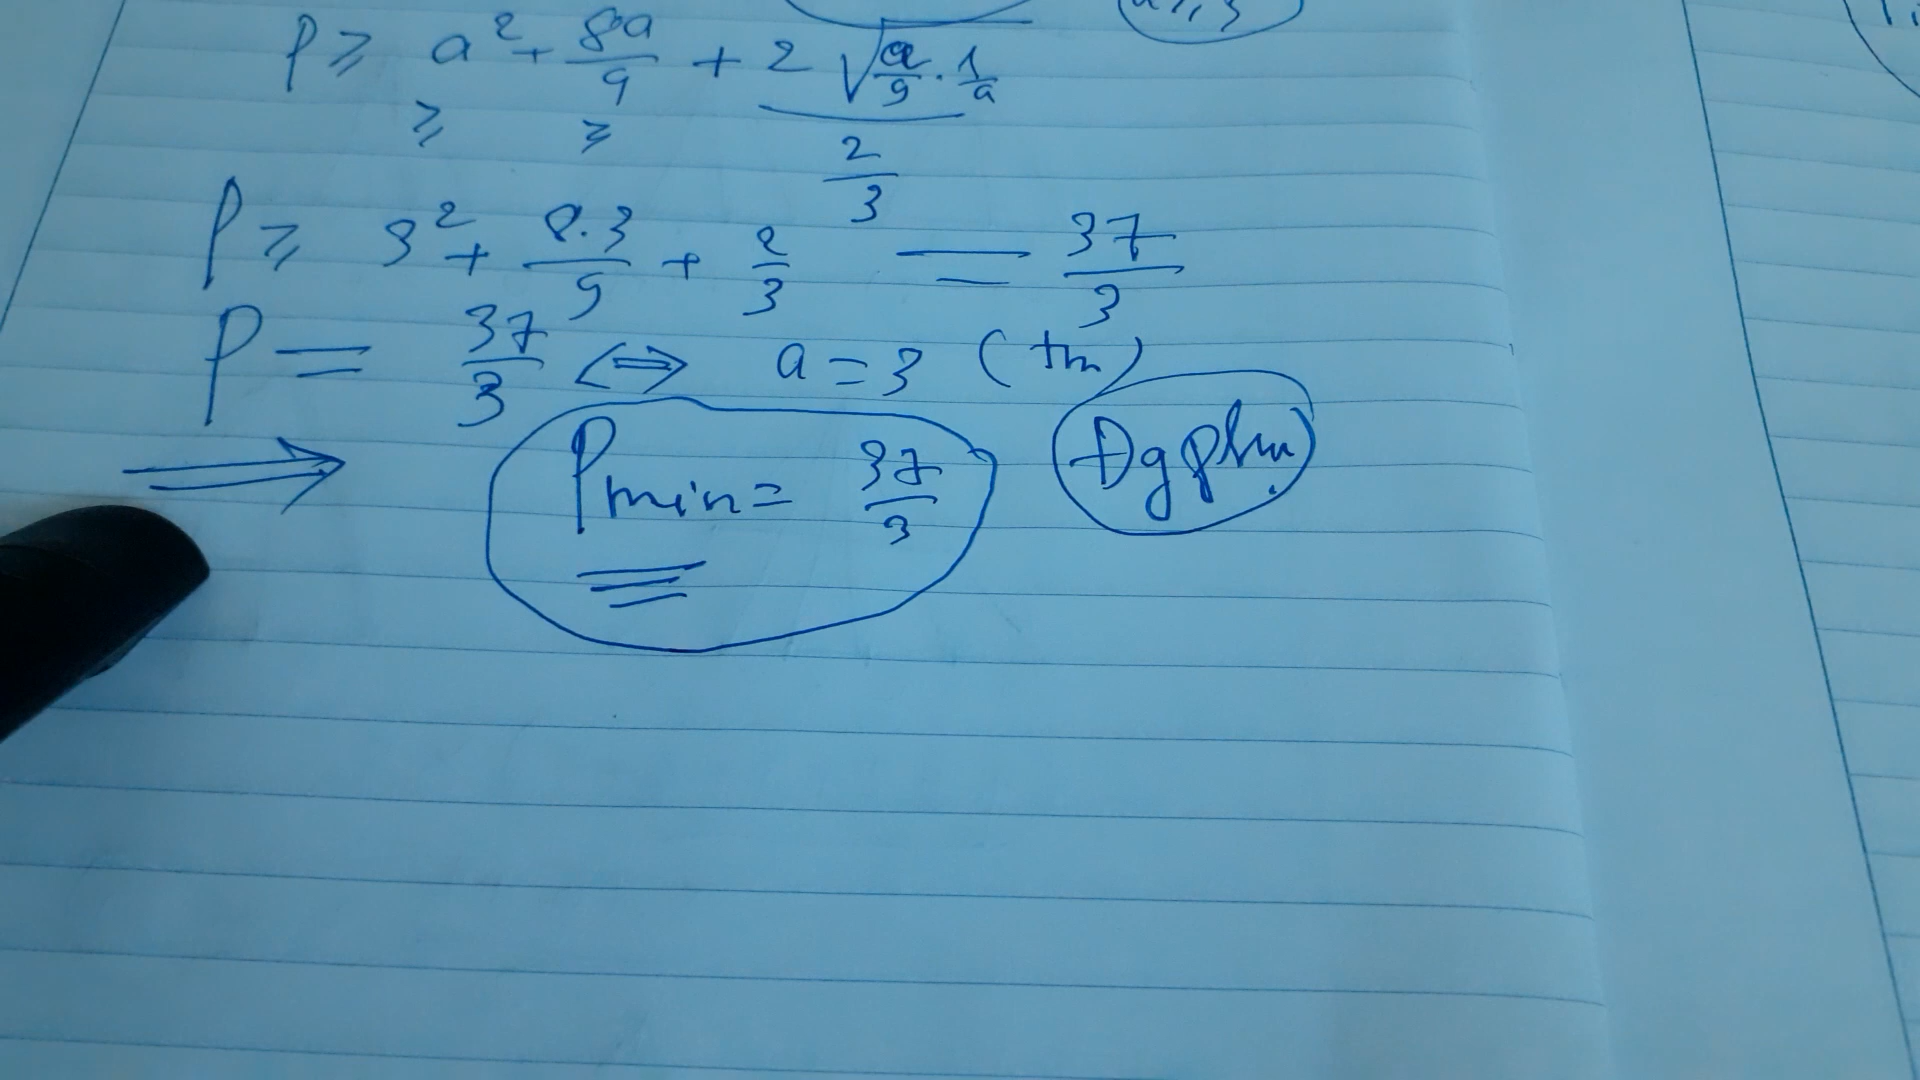 P ≥ a² + 8a/9 + 2√(a/9 · 1/a)
≥ ≥ 2/3
P ≥ 3² + 8.3/9 + 2/3 = 37/3
P = 37/3 <=> a = 3 (tm)
=> Pmin = 37/3 Đgphm